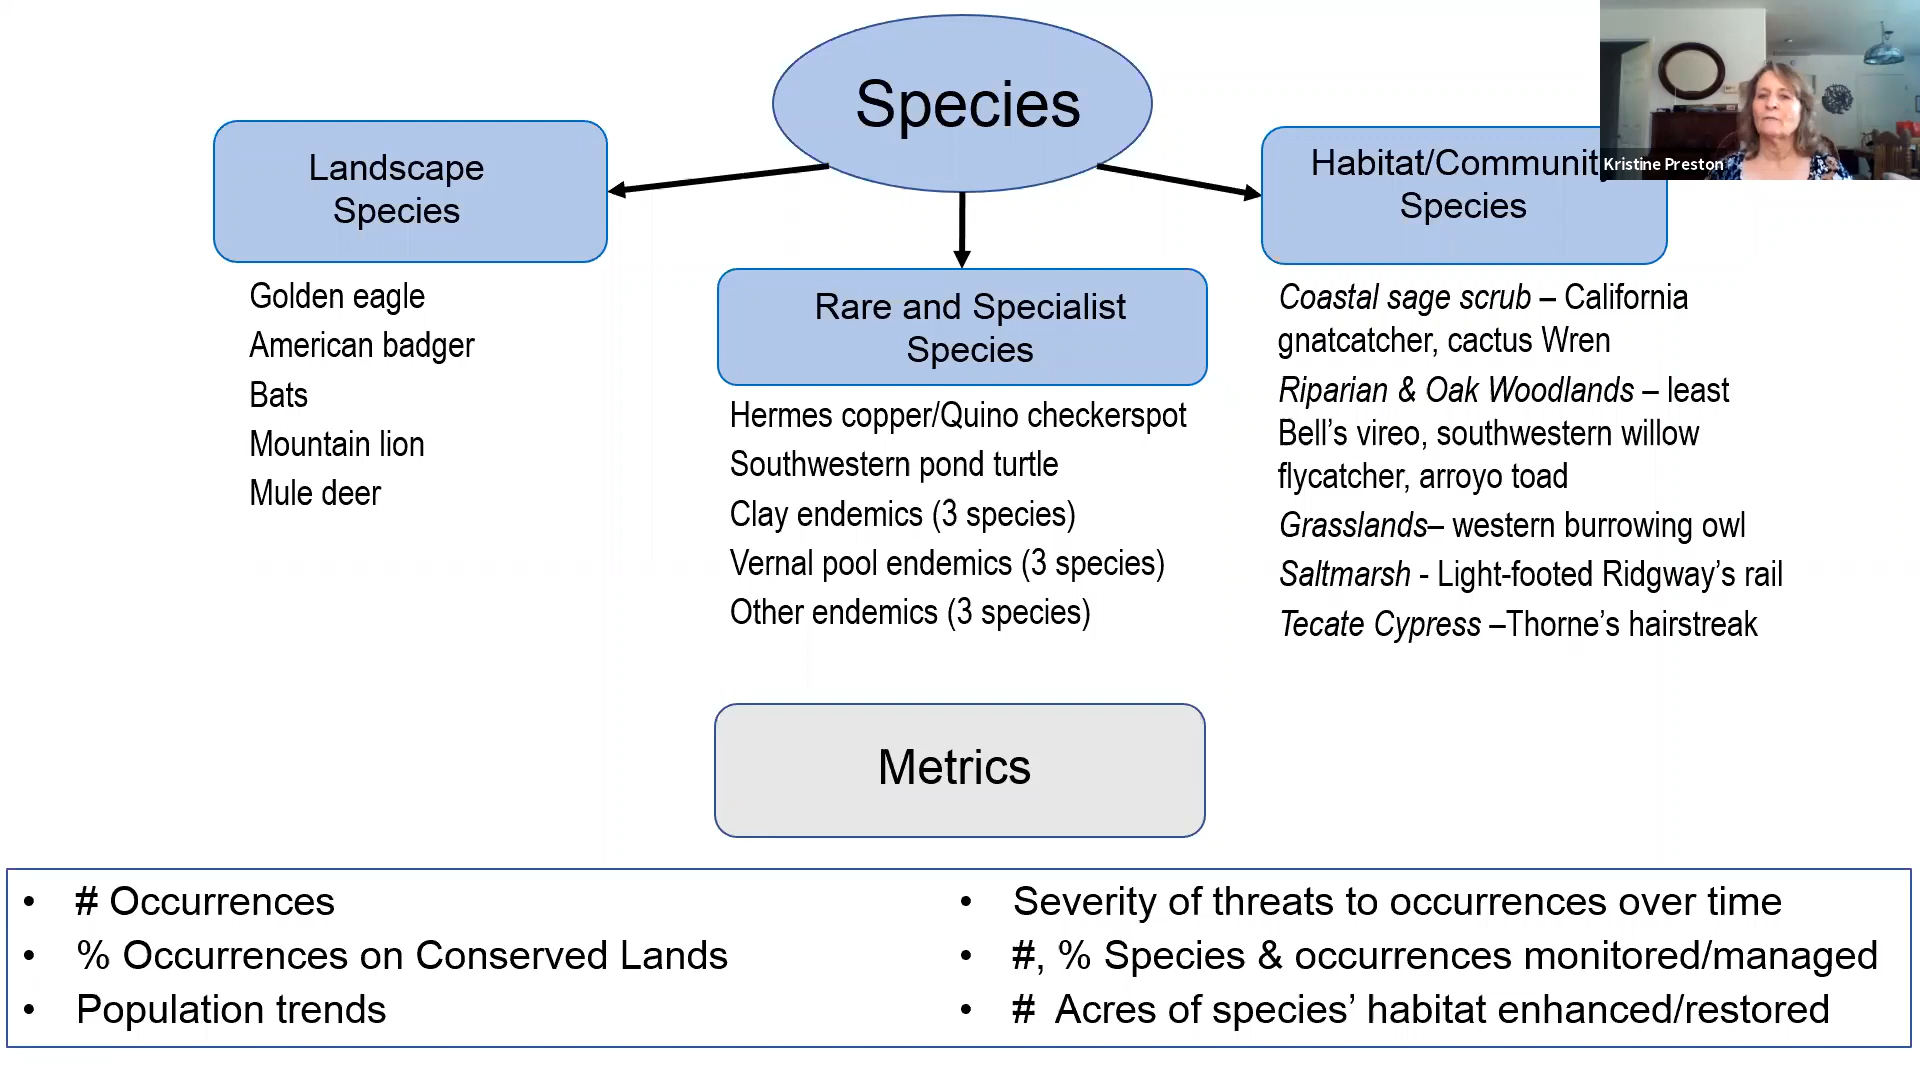 Species
Landscape
Species
Golden eagle
American badger
Bats
Mountain lion
Mule deer
Rare and Specialist
Species
Hermes copper/Quino checkerspot
Southwestern pond turtle
Clay endemics (3 species)
Vernal pool endemics (3 species)
Other endemics (3 species)
Habitat/Communit
Species
Kristine Preston
Coastal sage scrub – California
gnatcatcher, cactus Wren
Riparian & Oak Woodlands – least
Bell’s vireo, southwestern willow
flycatcher, arroyo toad
Grasslands– western burrowing owl
Saltmarsh - Light-footed Ridgway’s rail
Tecate Cypress –Thorne’s hairstreak
Metrics
• # Occurrences
• % Occurrences on Conserved Lands
• Population trends
• Severity of threats to occurrences over time
• #, % Species & occurrences monitored/managed
• # Acres of species’ habitat enhanced/restored